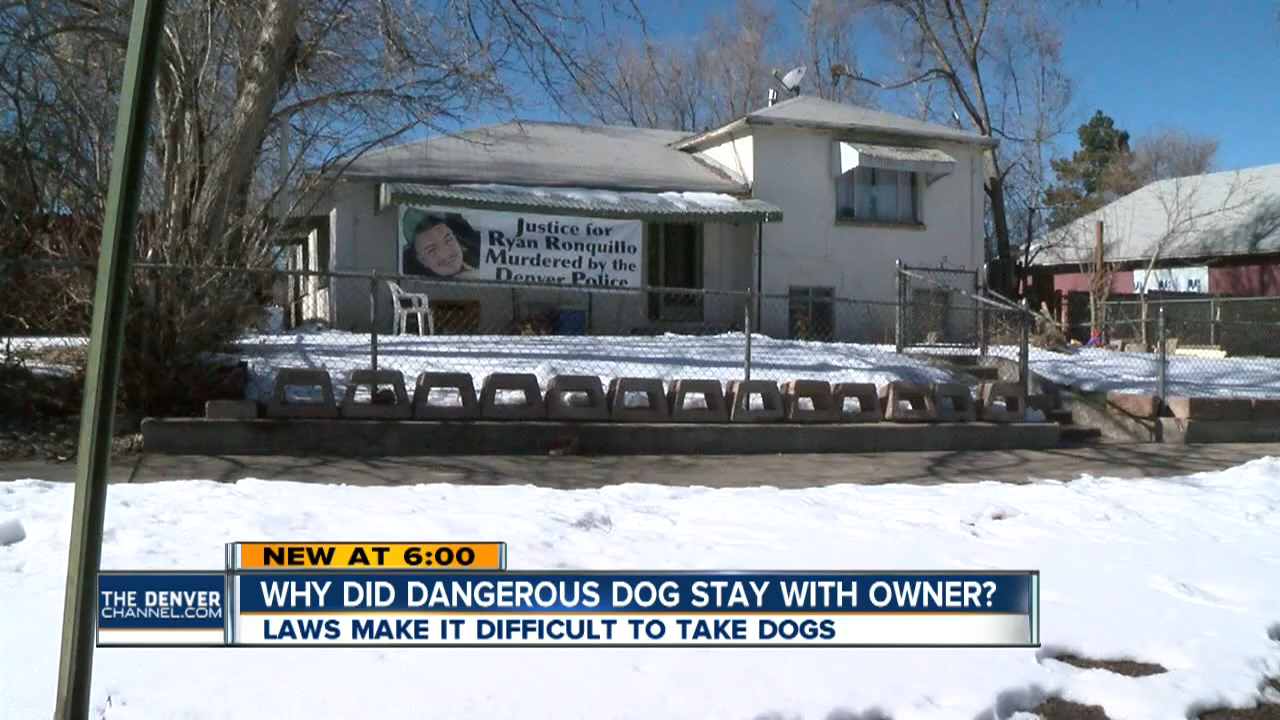 Justice for
Ryan Ronquillo
Murdered by the
Denver Police
NEW AT 6:00
THE DENVER
CHANNEL.COM
WHY DID DANGEROUS DOG STAY WITH OWNER?
LAWS MAKE IT DIFFICULT TO TAKE DOGS